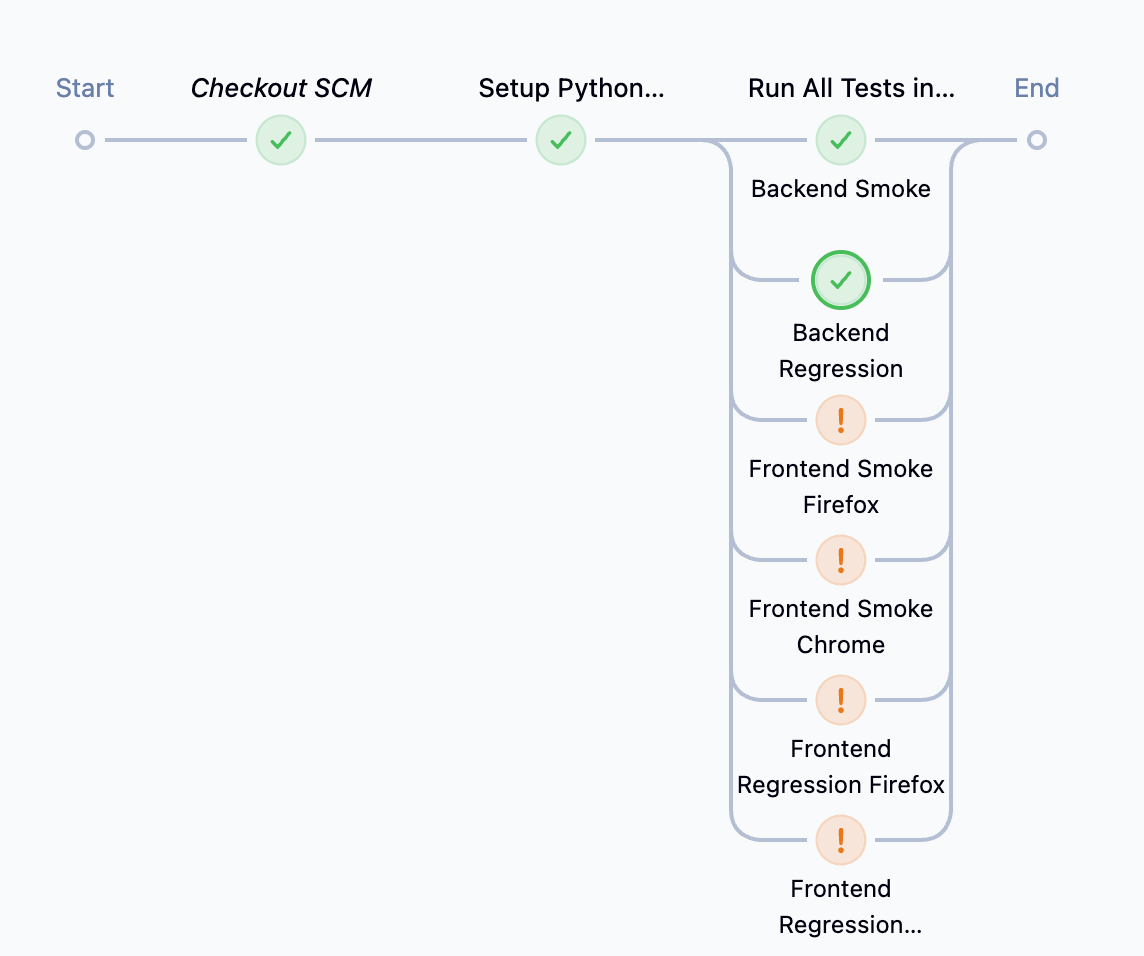 Start
Checkout SCM
Setup Python...
Run All Tests in...
End
Backend Smoke
Backend
Regression
Frontend Smoke
Firefox
Frontend Smoke
Chrome
Frontend
Regression Firefox
Frontend
Regression...